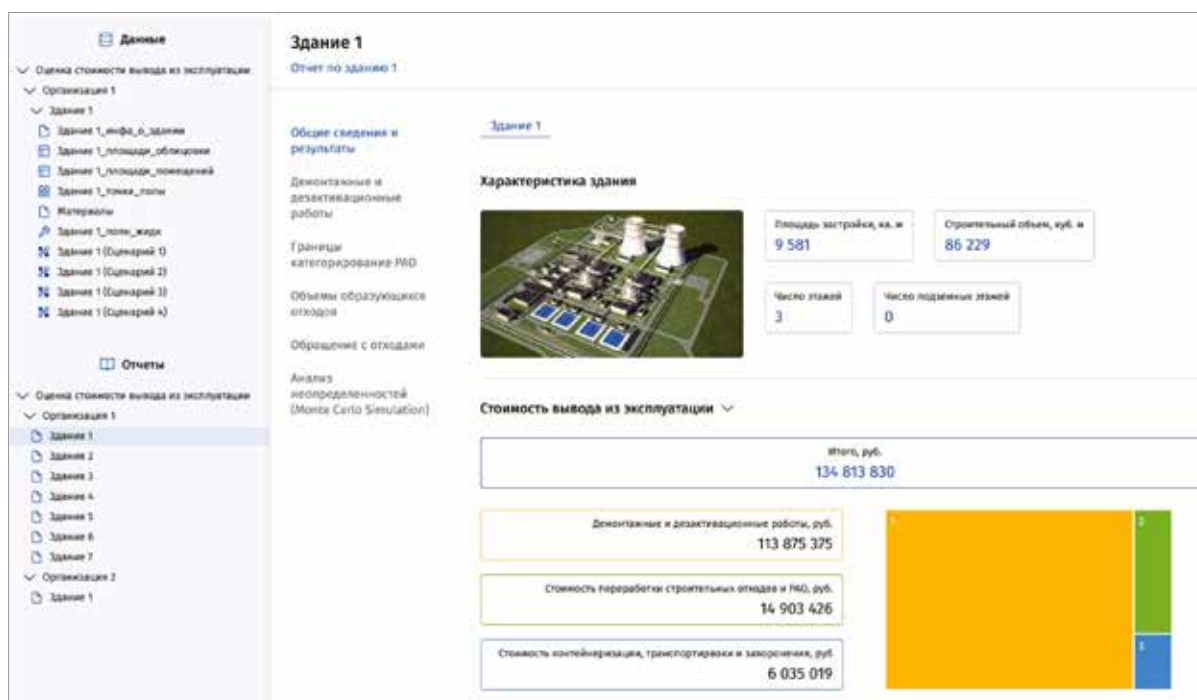 Данные
Оценка стоимости вывода из эксплуатации
Организация 1
Здание 1
Здание 1_инфа_о_здании
Здание 1_площади_облицовки
Здание 1_площади_помещений
Здание 1_точки_полы
Материалы
Здание 1_полы_жидк
Здание 1 (Сценарий 1)
Здание 1 (Сценарий 2)
Здание 1 (Сценарий 3)
Здание 1 (Сценарий 4)
Отчеты
Оценка стоимости вывода из эксплуатации
Организация 1
Здание 1
Здание 2
Здание 3
Здание 4
Здание 5
Здание 6
Здание 7
Организация 2
Здание 1
Здание 1
Отчет по зданию 1
Общие сведения и
результаты
Демонтажные и
дезактивационные
работы
Границы
категорирование РАО
Объемы образующихся
отходов
Обращение с отходами
Анализ
неопределенностей
(Monte Carlo Simulation)
Здание 1
Характеристика здания
Площадь застройки, кв. м
9 581
Строительный объем, куб. м
86 229
Число этажей
3
Число подземных этажей
0
Стоимость вывода из эксплуатации
Итого, руб.
134 813 830
Демонтажные и дезактивационные работы, руб.
113 875 375
Стоимость переработки строительных отходов и РАО, руб.
14 903 426
Стоимость контейнеризации, транспортировки и захоронения, руб
6 035 019
1
2
3